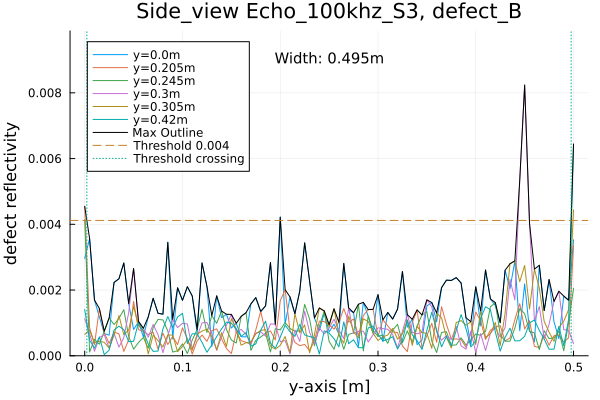 Side_view Echo_100khz_S3, defect_B
Width: 0.495m
y=0.0m
y=0.205m
y=0.245m
y=0.3m
y=0.305m
y=0.42m
Max Outline
Threshold 0.004
Threshold crossing
defect reflectivity
0.008
0.006
0.004
0.002
0.000
0.0 0.1 0.2 0.3 0.4 0.5
y-axis [m]